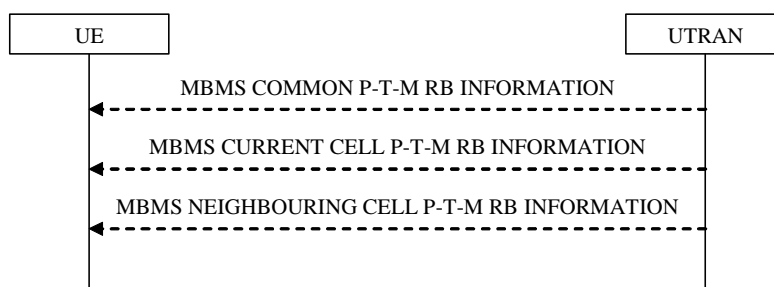 UE
UTRAN
MBMS COMMON P-T-M RB INFORMATION
MBMS CURRENT CELL P-T-M RB INFORMATION
MBMS NEIGHBOURING CELL P-T-M RB INFORMATION